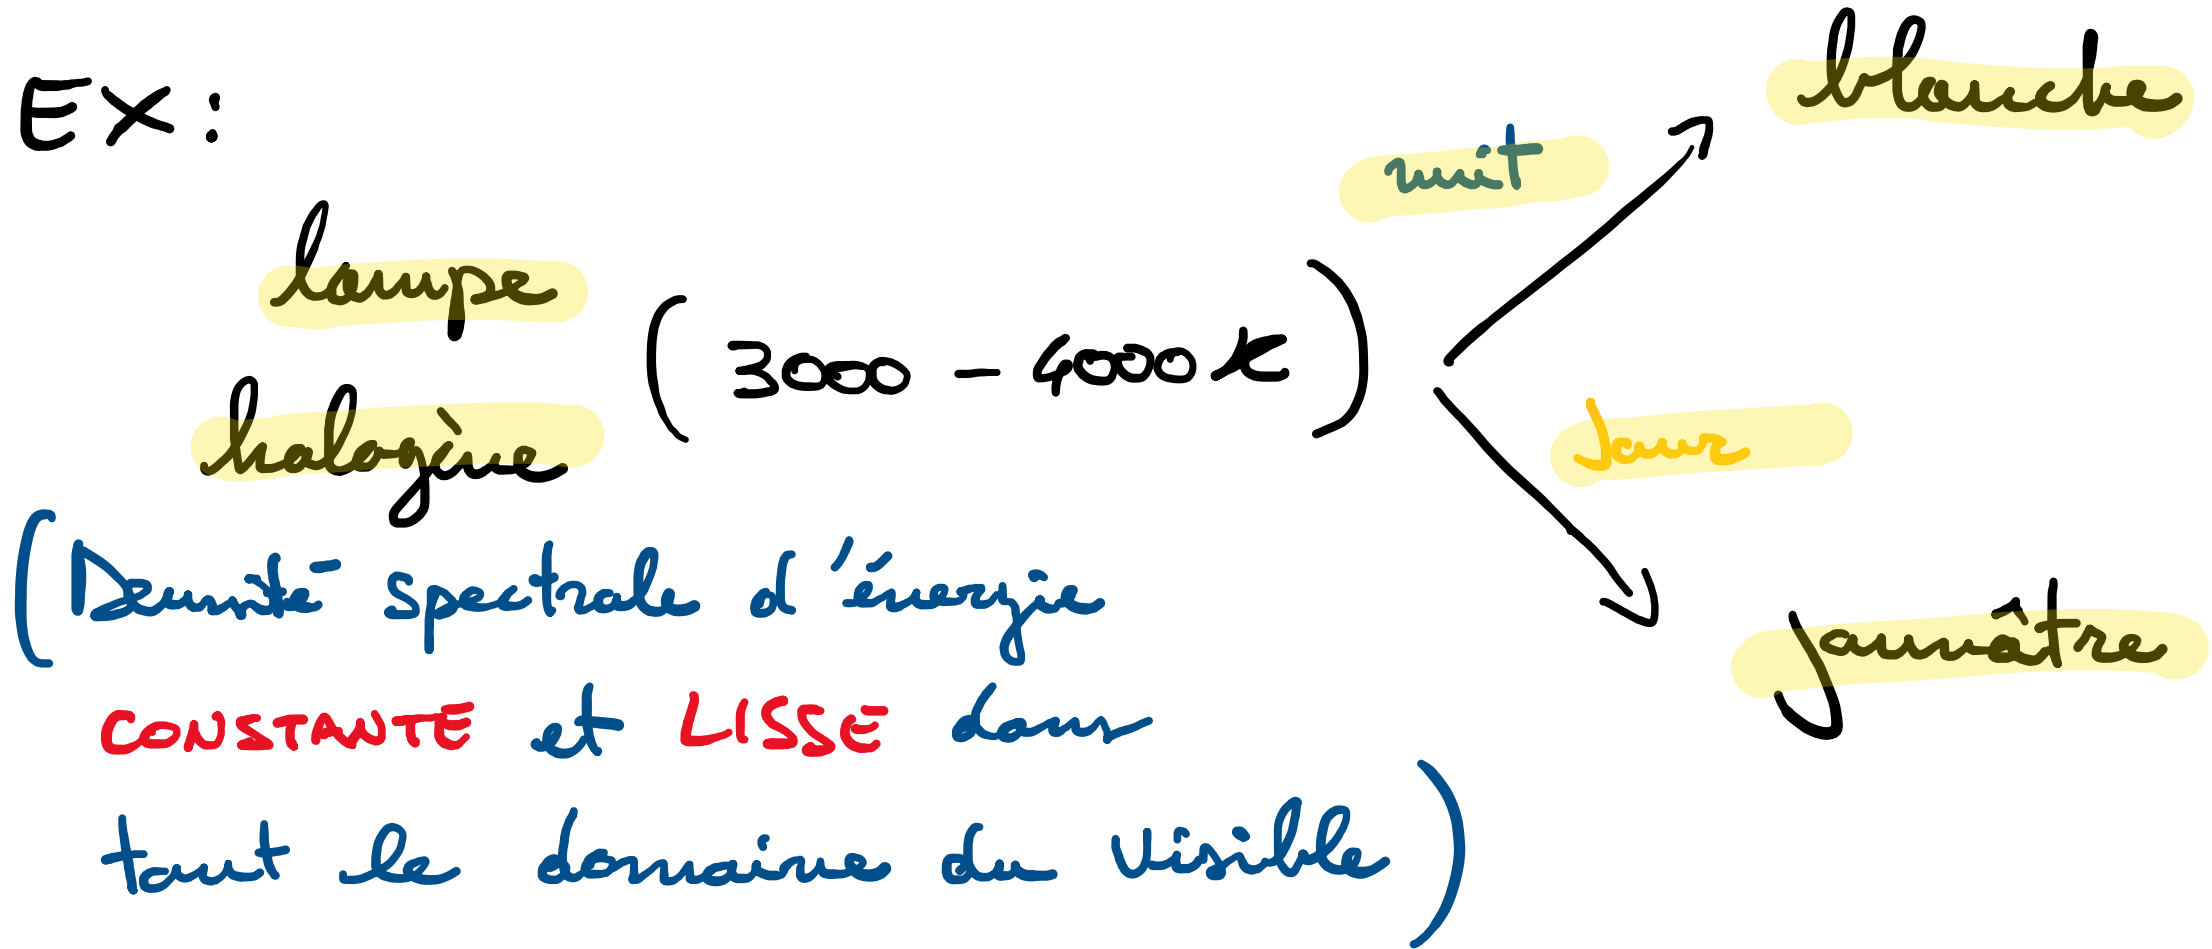 EX:
blanche
nuit
lampe
halogène
(3000 - 4000 K)
Jour
jaunâtre
(Densité spectrale d'énergie
CONSTANTE et LISSE dans
tout le domaine du visible)